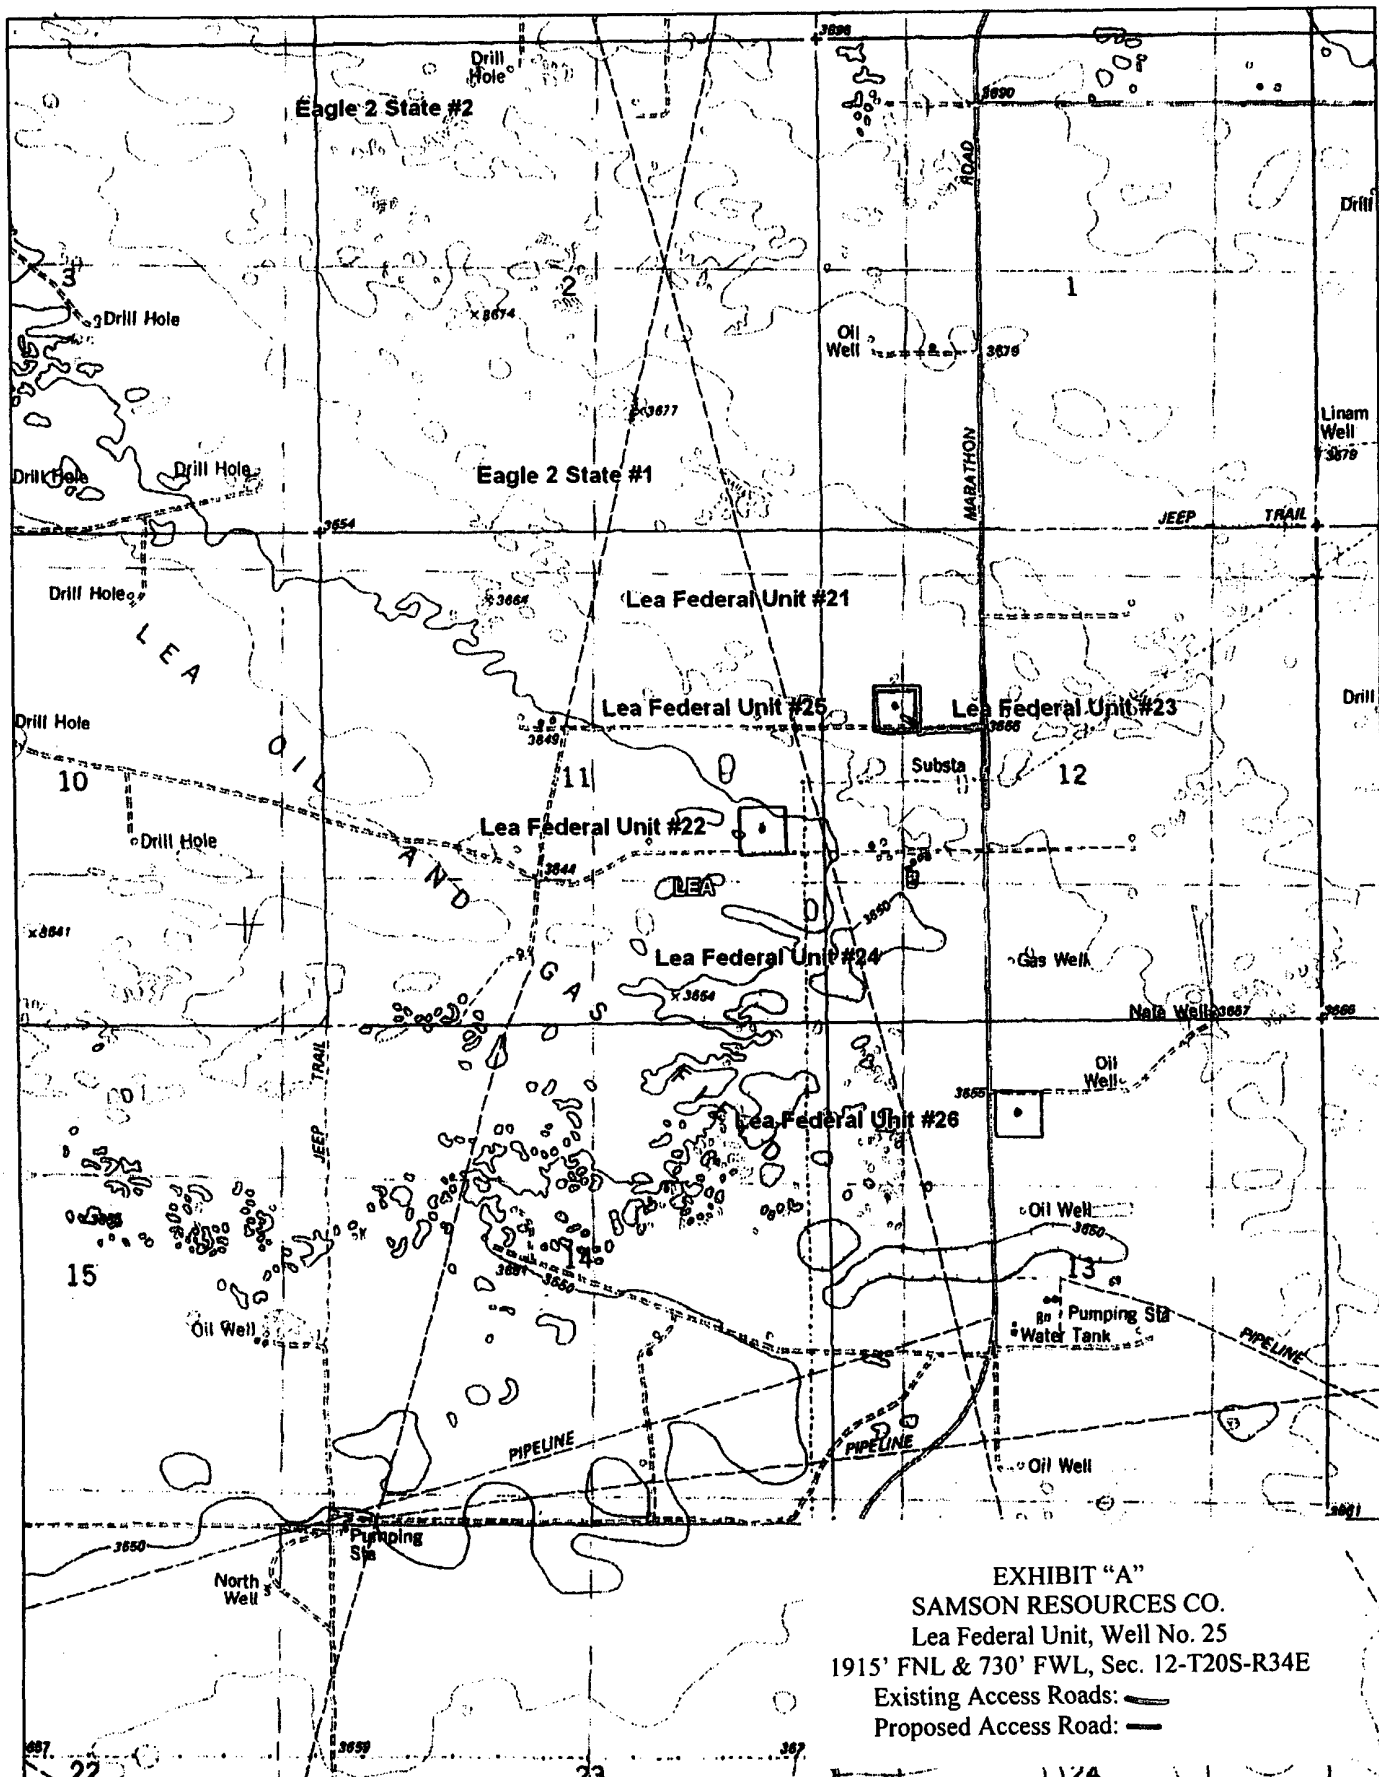 3696
Drill
Hole
Eagle 2 State #2
3690
ROAD
Drill
3
2
1
Drill Hole
×3674
Oil
Well
3679
×3677
MARATHON
Linam
Well
3679
Drill Hole
Drill Hole
Eagle 2 State #1
3654
JEEP TRAIL
Drill Hole
×3664
Lea Federal Unit #21
LEA
OIL
AND
GAS
Lea Federal Unit #25
Lea Federal Unit #23
Drill
Drill Hole
3649
3666
10
11
Substa
12
Lea Federal Unit #22
Drill Hole
3644
LEA
3650
×3641
Lea Federal Unit #24
Gas Well
×3654
Nata Well
3667
3666
TRAIL
Oil
Well
3655
Lea Federal Unit #26
JEEP
Oil Well
3650
15
14
13
3650
Pumping Sta
Water Tank
Oil Well
PIPELINE
PIPELINE
PIPELINE
Oil Well
3661
3650
Pumping
Sta
North
Well
EXHIBIT “A”
SAMSON RESOURCES CO.
Lea Federal Unit, Well No. 25
1915’ FNL & 730’ FWL, Sec. 12-T20S-R34E
Existing Access Roads:
Proposed Access Road:
3659
22
23
24